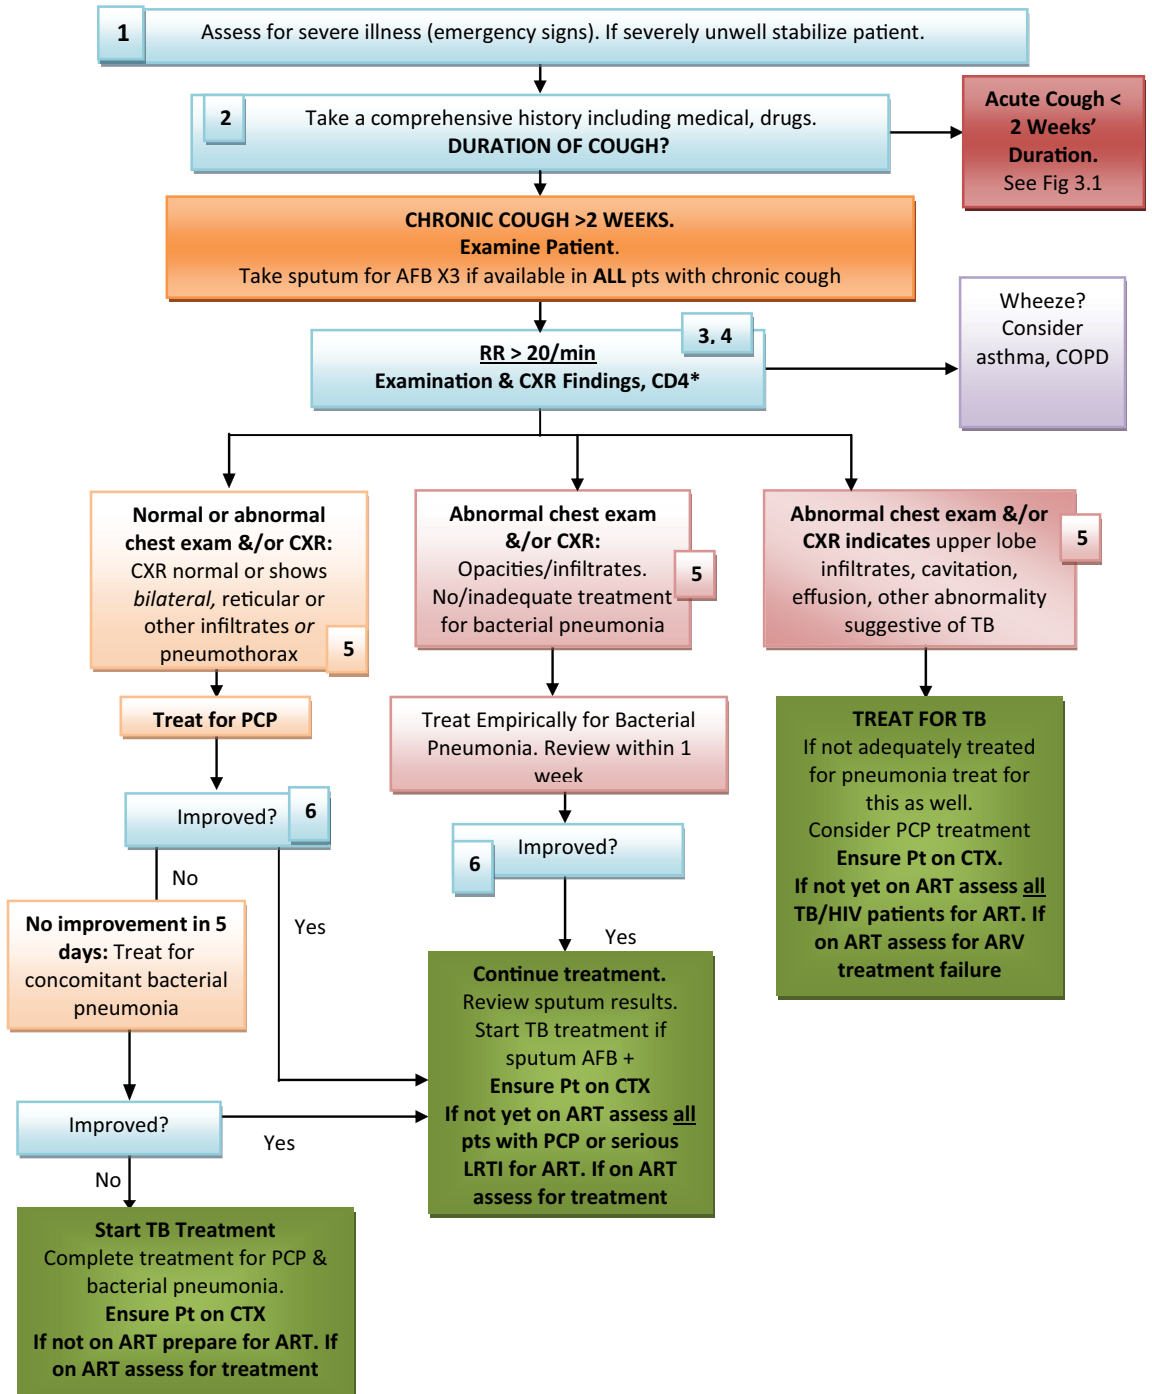 1
Assess for severe illness (emergency signs). If severely unwell stabilize patient.
2
Take a comprehensive history including medical, drugs.
DURATION OF COUGH?
Acute Cough <
2 Weeks’
Duration.
See Fig 3.1
CHRONIC COUGH >2 WEEKS.
Examine Patient.
Take sputum for AFB X3 if available in ALL pts with chronic cough
3, 4
RR > 20/min
Examination & CXR Findings, CD4*
Wheeze?
Consider
asthma, COPD
Normal or abnormal
chest exam &/or CXR:
CXR normal or shows
bilateral, reticular or
other infiltrates or
pneumothorax
5
Abnormal chest exam
&/or CXR:
Opacities/infiltrates.
No/inadequate treatment
for bacterial pneumonia
5
Abnormal chest exam &/or
CXR indicates upper lobe
infiltrates, cavitation,
effusion, other abnormality
suggestive of TB
5
Treat for PCP
Treat Empirically for Bacterial
Pneumonia. Review within 1
week
TREAT FOR TB
If not adequately treated
for pneumonia treat for
this as well.
Consider PCP treatment
Ensure Pt on CTX.
If not yet on ART assess all
TB/HIV patients for ART. If
on ART assess for ARV
treatment failure
Improved?
6
Improved?
6
No
Yes
Yes
No improvement in 5
days: Treat for
concomitant bacterial
pneumonia
Continue treatment.
Review sputum results.
Start TB treatment if
sputum AFB +
Ensure Pt on CTX
If not yet on ART assess all
pts with PCP or serious
LRTI for ART. If on ART
assess for treatment
Improved?
Yes
No
Start TB Treatment
Complete treatment for PCP &
bacterial pneumonia.
Ensure Pt on CTX
If not on ART prepare for ART. If
on ART assess for treatment